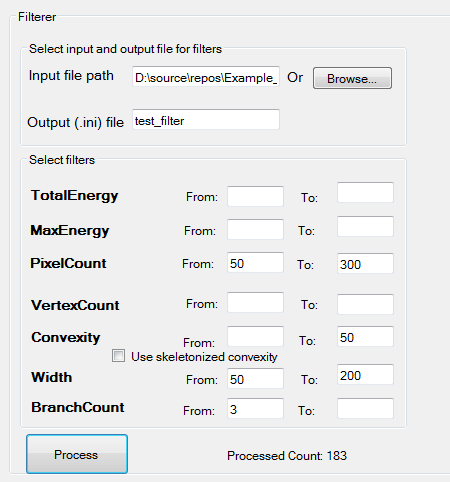 Filterer
Select input and output file for filters
Input file path D:\source\repos\Example_ Or Browse...
Output (.ini) file test_filter
Select filters
TotalEnergy From: To:
MaxEnergy From: To:
PixelCount From: 50 To: 300
VertexCount From: To:
Convexity From: To: 50
Use skeletonized convexity
Width From: 50 To: 200
BranchCount From: 3 To:
Process Processed Count: 183